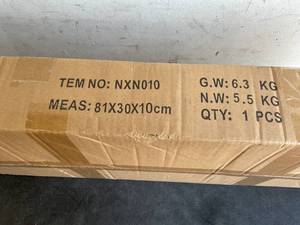 TEM NO: NXN010
MEAS: 81X30X10cm
G.W: 6.3 KG
N.W: 5.5 KG
QTY: 1 PCS